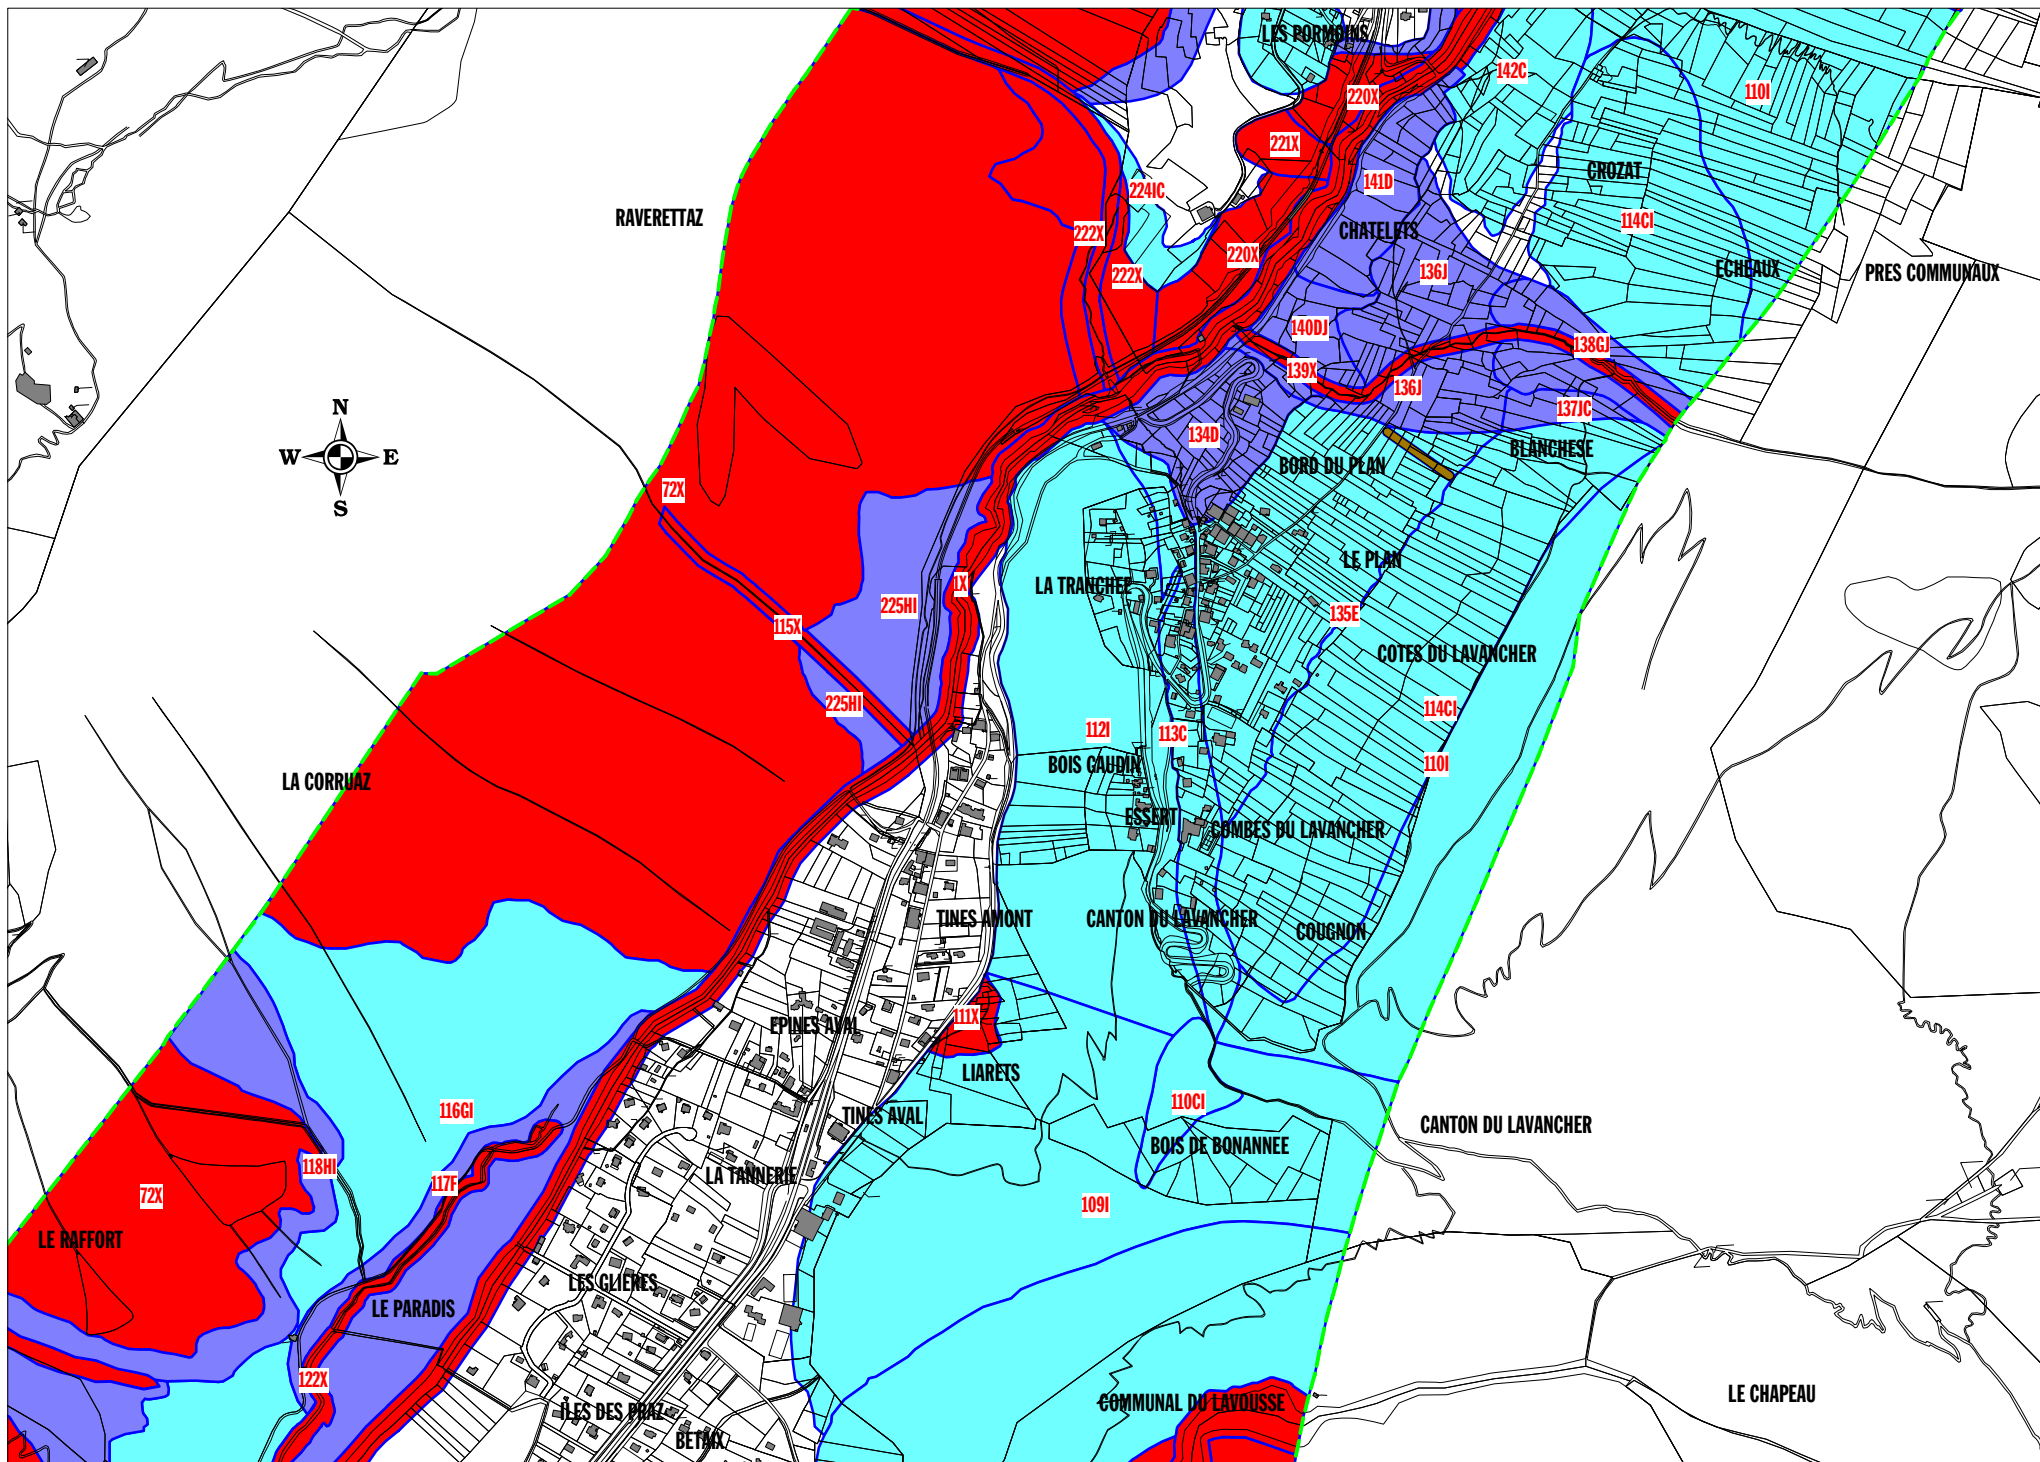 LES PORMOINS
142C
110I
220X
221X
CROZAT
141D
224IC
RAVERETTAZ
114CI
222X
CHATELETS
220X
222X
136J
ECHEAUX
PRES COMMUNAUX
140DJ
138GJ
139X
136J
N
W E
S
137JC
134D
BLANCHESE
BORD DU PLAN
72X
LE PLAN
1X
LA TRANCHEE
225HI
135E
115X
COTES DU LAVANCHER
225HI
114CI
112I
113C
BOIS GAUDIN
110I
LA CORRUAZ
ESSERT
COMBES DU LAVANCHER
TINES AMONT
CANTON DU LAVANCHER
COUGNON
111X
EPINES AVAL
LIARETS
116GI
110CI
TINES AVAL
CANTON DU LAVANCHER
BOIS DE BONANNEE
118HI
LA TANNERIE
117F
72X
109I
LE RAFFORT
LES GLIERES
LE PARADIS
122X
LE CHAPEAU
COMMUNAL DU LAVOUSSE
ÎLES DES PRAZ
BETAIX